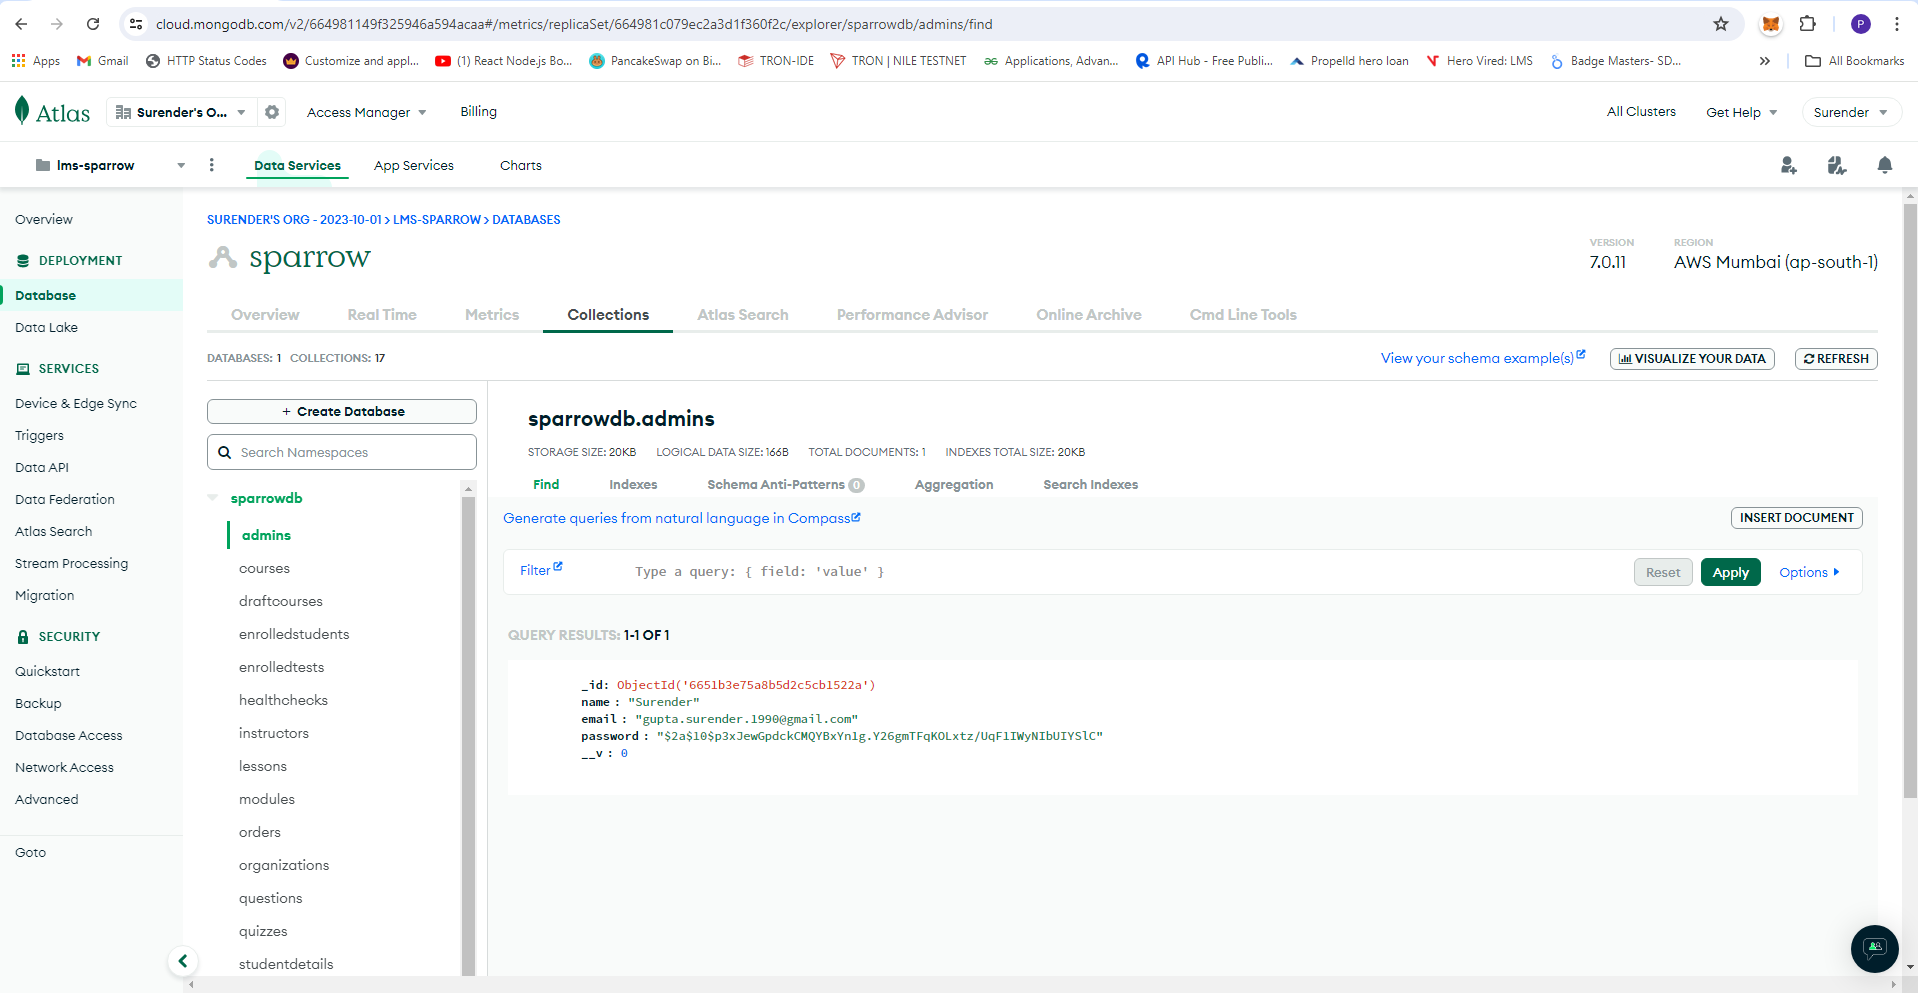 cloud.mongodb.com/v2/664981149f325946a594acaa#/metrics/replicaSet/664981c079ec2a3d1f360f2c/explorer/sparrowdb/admins/find
P
Apps Gmail HTTP Status Codes Customize and appl... (1) React Node.js Bo... PancakeSwap on Bi... TRON-IDE TRON | NILE TESTNET Applications, Advan... API Hub - Free Publi... Propelld hero loan Hero Vired: LMS Badge Masters- SD... » All Bookmarks
Atlas Surender's O... Access Manager Billing All Clusters Get Help Surender
lms-sparrow Data Services App Services Charts
Overview
DEPLOYMENT
Database
Data Lake
SERVICES
Device & Edge Sync
Triggers
Data API
Data Federation
Atlas Search
Stream Processing
Migration
SECURITY
Quickstart
Backup
Database Access
Network Access
Advanced
Goto
SURENDER'S ORG - 2023-10-01 > LMS-SPARROW > DATABASES
sparrow
VERSION
7.0.11
REGION
AWS Mumbai (ap-south-1)
Overview Real Time Metrics Collections Atlas Search Performance Advisor Online Archive Cmd Line Tools
DATABASES: 1 COLLECTIONS: 17
View your schema example(s) VISUALIZE YOUR DATA REFRESH
+ Create Database
Search Namespaces
sparrowdb
admins
courses
draftcourses
enrolledstudents
enrolledtests
healthchecks
instructors
lessons
modules
orders
organizations
questions
quizzes
studentdetails
sparrowdb.admins
STORAGE SIZE: 20KB LOGICAL DATA SIZE: 166B TOTAL DOCUMENTS: 1 INDEXES TOTAL SIZE: 20KB
Find Indexes Schema Anti-Patterns 0 Aggregation Search Indexes
Generate queries from natural language in Compass
INSERT DOCUMENT
Filter Type a query: { field: 'value' } Reset Apply Options
QUERY RESULTS: 1-1 OF 1
_id: ObjectId('6651b3e75a8b5d2c5cb1522a')
name : "Surender"
email : "gupta.surender.1990@gmail.com"
password : "$2a$10$p3xJewGpdckCMQYBxYn1g.Y26gmTFqKOLxtz/UqF1IWyNIbUIYSlC"
__v : 0